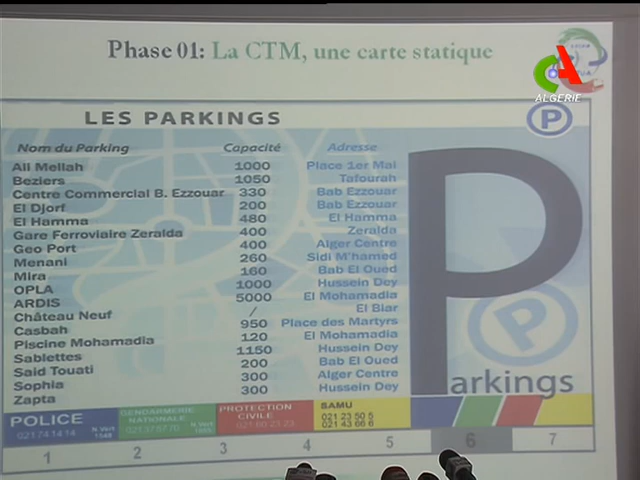 Phase 01: La CTM, une carte statique
ALGERIE
LES PARKINGS
P
Nom du Parking Capacité Adresse
Ali Mellah 1000 Place 1er Mai
Beziers 1050 Tafourah
Centre Commercial B. Ezzouar 330 Bab Ezzouar
El Djorf 200 Bab Ezzouar
El Hamma 480 El Hamma
Gare Ferroviaire Zeralda 400 Zeralda
Geo Port 400 Alger Centre
Menani 260 Sidi M'hamed
Mira 160 Bab El Oued
OPLA 1000 Hussein Dey
ARDIS 5000 El Mohamadia
Château Neuf / El Biar
Casbah 950 Place des Martyrs
Piscine Mohamadia 120 El Mohamadia
Sablettes 1150 Hussein Dey
Said Touati 200 Bab El Oued
Sophia 300 Alger Centre
Zapta 300 Hussein Dey
P
Parkings
POLICE
021 74 14 14
GENDARMERIE
NATIONALE
PROTECTION
CIVILE
SAMU
021 23 50 5
021 43 66 6
1 2 3 4 5 6 7